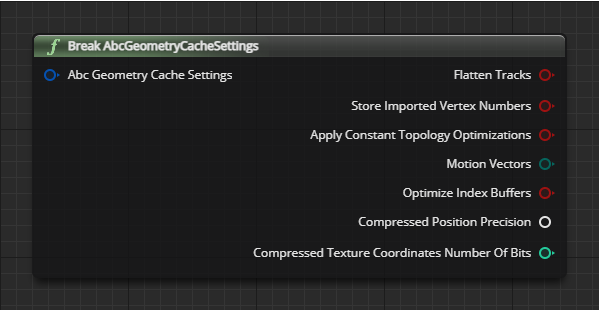 f Break AbcGeometryCacheSettings
Abc Geometry Cache Settings
Flatten Tracks
Store Imported Vertex Numbers
Apply Constant Topology Optimizations
Motion Vectors
Optimize Index Buffers
Compressed Position Precision
Compressed Texture Coordinates Number Of Bits